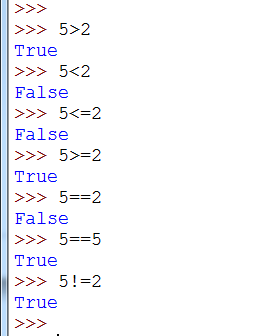 >>>
>>> 5>2
True
>>> 5<2
False
>>> 5<=2
False
>>> 5>=2
True
>>> 5==2
False
>>> 5==5
True
>>> 5!=2
True
>>>